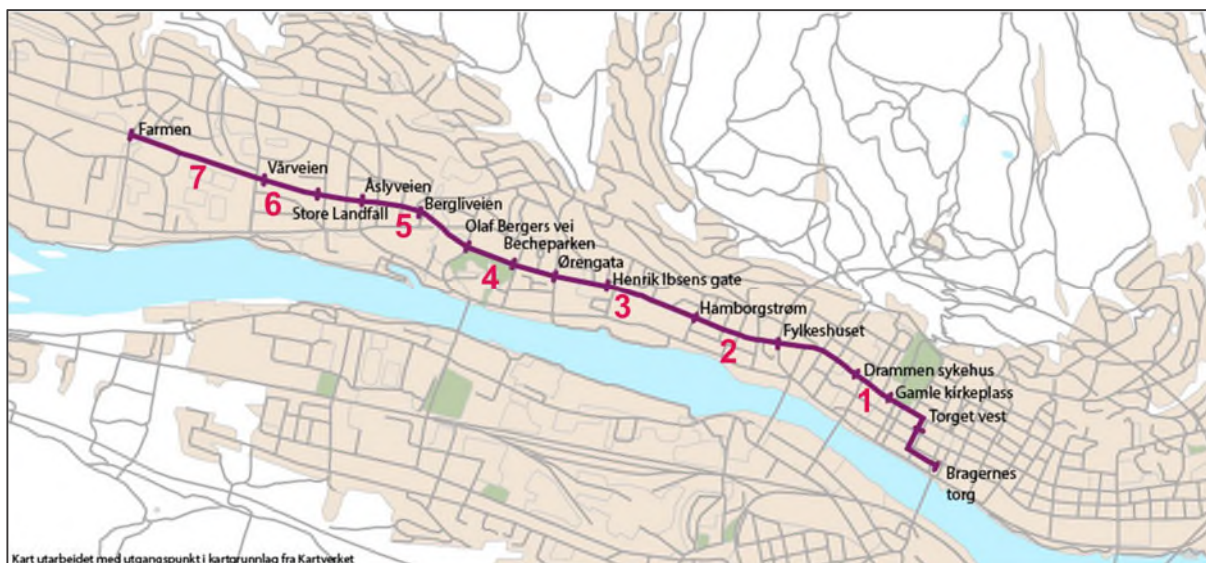 Farmen
7
Vårveien
6
Store Landfall
Åslyveien
5
Bergliveien
Olaf Bergers vei
Becheparken
4
Ørengata
Henrik Ibsens gate
3
Hamborgstrøm
2
Fylkeshuset
Drammen sykehus
1
Gamle kirkeplass
Torget vest
Bragernes
torg
Kart utarbeidet med utgangspunkt i kartgrunnlag fra Kartverket